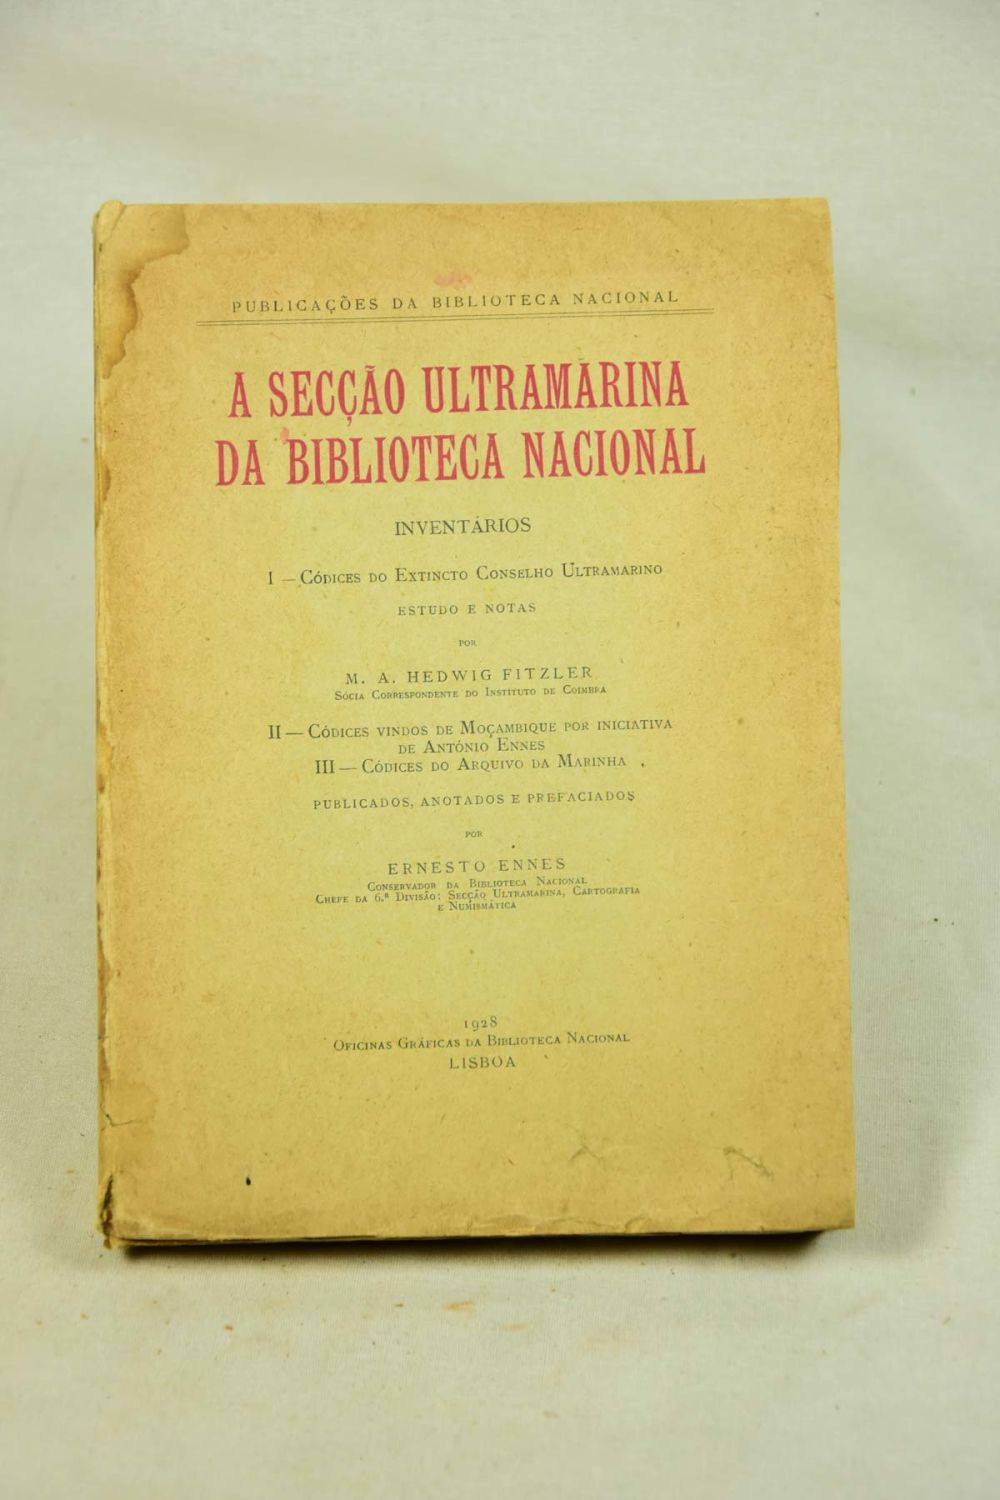 PUBLICAÇÕES DA BIBLIOTECA NACIONAL
A SECÇÃO ULTRAMARINA
DA BIBLIOTECA NACIONAL
INVENTÁRIOS
I — CÓDICES DO EXTINCTO CONSELHO ULTRAMARINO
ESTUDO E NOTAS
POR
M. A. HEDWIG FITZLER
SÓCIA CORRESPONDENTE DO INSTITUTO DE COIMBRA
II — CÓDICES VINDOS DE MOÇAMBIQUE POR INICIATIVA
DE ANTÓNIO ENNES
III — CÓDICES DO ARQUIVO DA MARINHA
PUBLICADOS, ANOTADOS E PREFACIADOS
POR
ERNESTO ENNES
CONSERVADOR DA BIBLIOTECA NACIONAL
CHEFE DA 6.ª DIVISÃO: SECÇÃO ULTRAMARINA, CARTOGRAFIA
E NUMISMÁTICA
1928
OFICINAS GRÁFICAS DA BIBLIOTECA NACIONAL
LISBOA